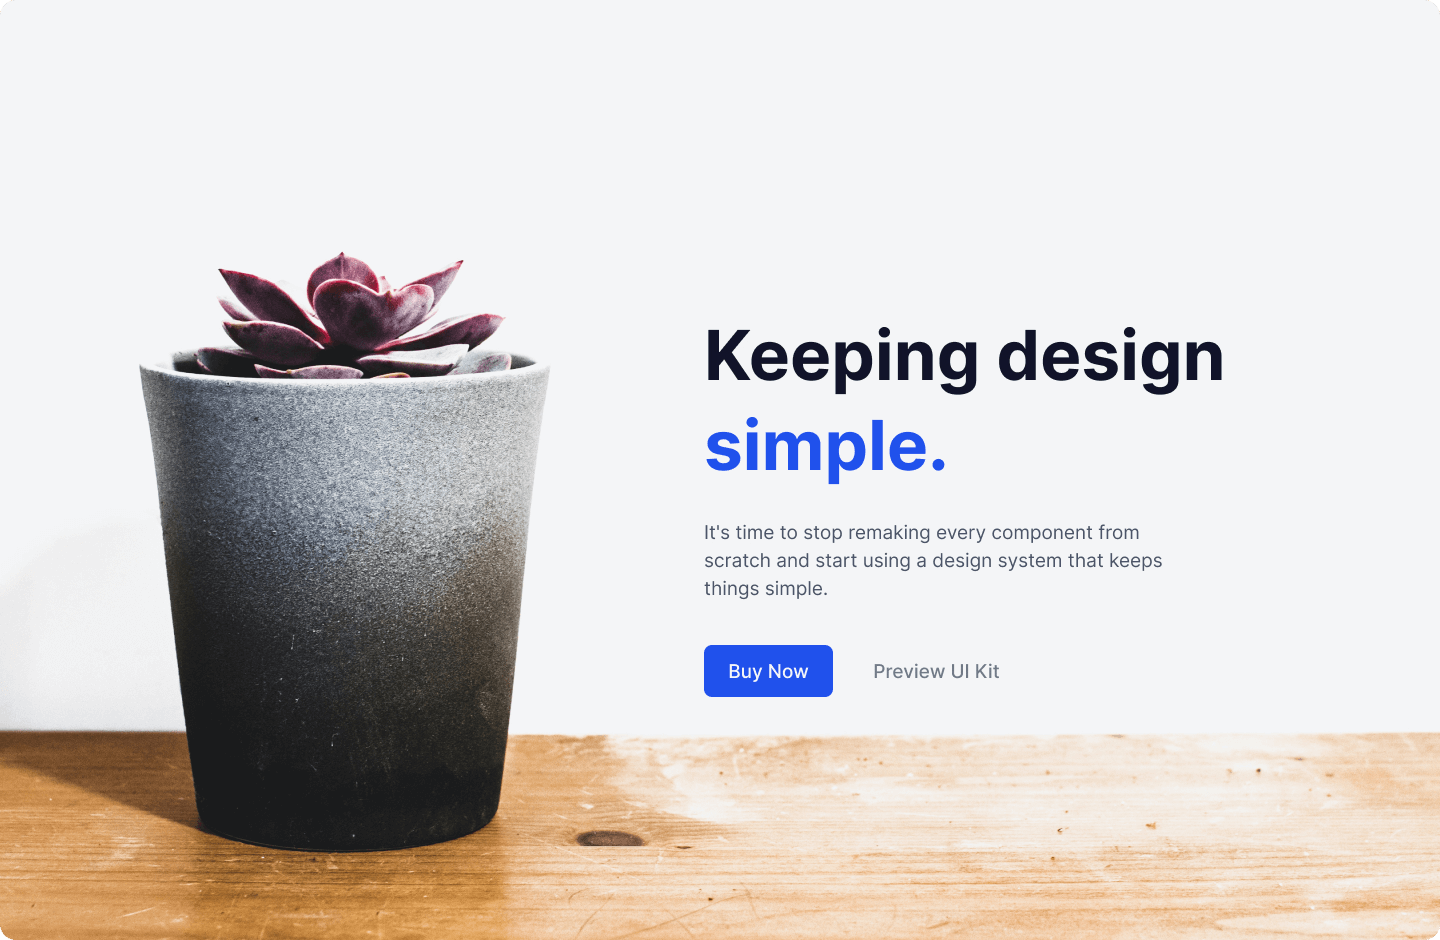 Keeping design
simple.
It's time to stop remaking every component from
scratch and start using a design system that keeps
things simple.
Buy Now
Preview UI Kit